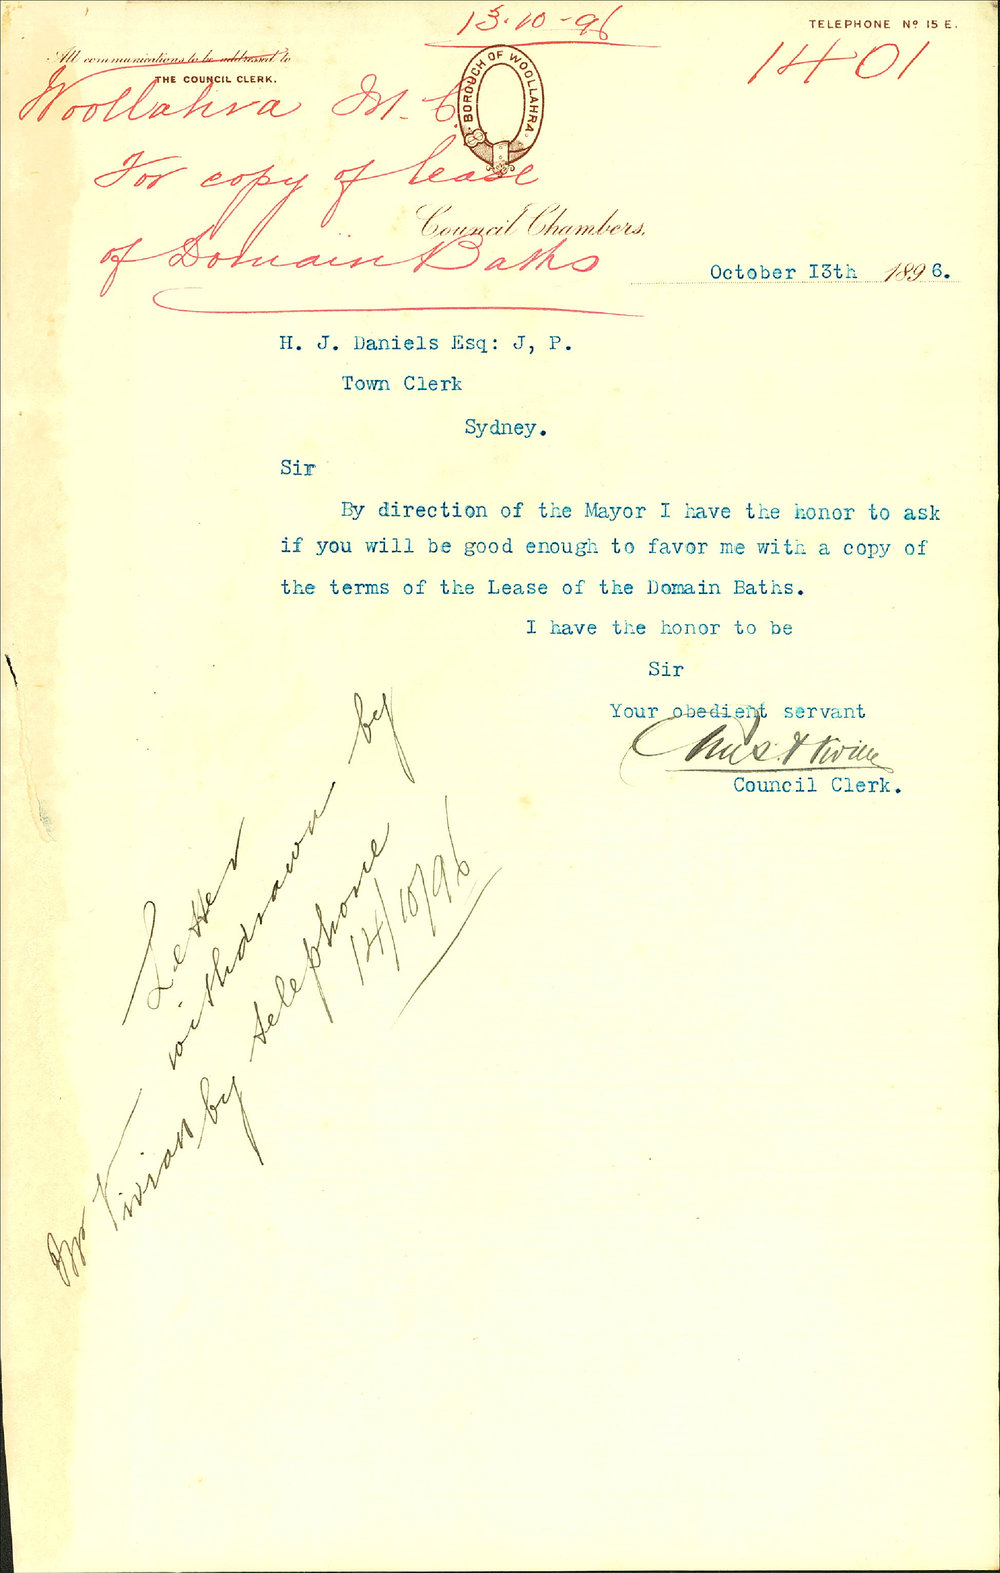 13.10-96
TELEPHONE No 15 E.
1401
All communications to be addressed to
THE COUNCIL CLERK.
BOROUGH OF WOOLLAHRA.
Woollahra M.C.
For copy of lease
of Domain Baths
Council Chambers,
October 13th 1896.
H. J. Daniels Esq: J, P.
Town Clerk
Sydney.
Sir
By direction of the Mayor I have the honor to ask
if you will be good enough to favor me with a copy of
the terms of the Lease of the Domain Baths.
I have the honor to be
Sir
Your obedient servant
Council Clerk.
Letter
withdrawn by
Mr Vivian by telephone
14/10/96